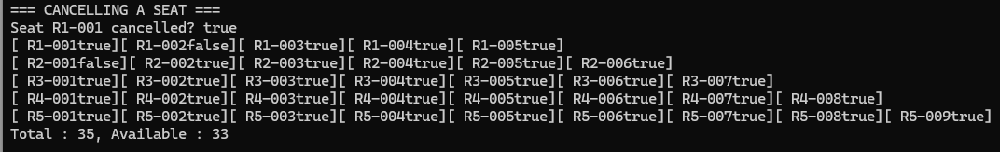 === CANCELLING A SEAT ===
Seat R1-001 cancelled? true
[ R1-001true][ R1-002false][ R1-003true][ R1-004true][ R1-005true]
[ R2-001false][ R2-002true][ R2-003true][ R2-004true][ R2-005true][ R2-006true]
[ R3-001true][ R3-002true][ R3-003true][ R3-004true][ R3-005true][ R3-006true][ R3-007true]
[ R4-001true][ R4-002true][ R4-003true][ R4-004true][ R4-005true][ R4-006true][ R4-007true][ R4-008true]
[ R5-001true][ R5-002true][ R5-003true][ R5-004true][ R5-005true][ R5-006true][ R5-007true][ R5-008true][ R5-009true]
Total : 35, Available : 33